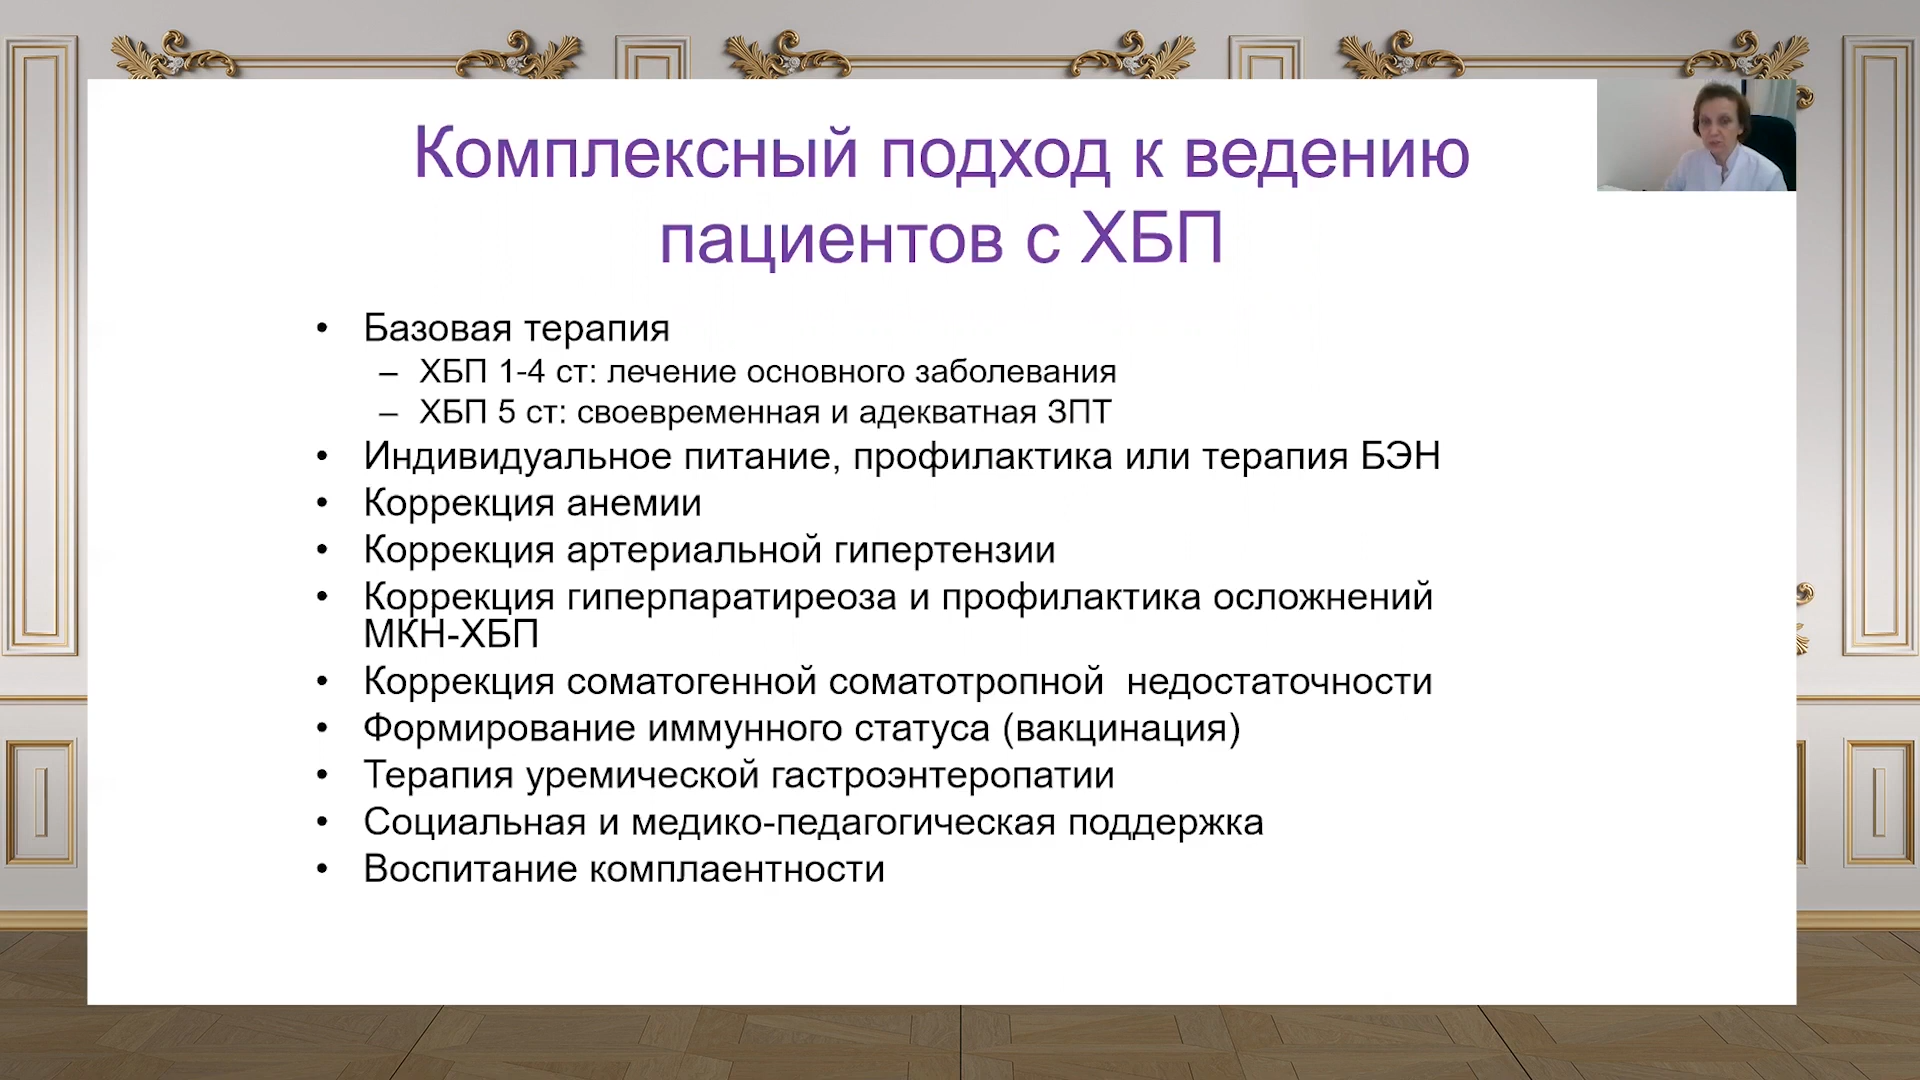 Комплексный подход к ведению
пациентов с ХБП
• Базовая терапия
– ХБП 1-4 ст: лечение основного заболевания
– ХБП 5 ст: своевременная и адекватная ЗПТ
• Индивидуальное питание, профилактика или терапия БЭН
• Коррекция анемии
• Коррекция артериальной гипертензии
• Коррекция гиперпаратиреоза и профилактика осложнений
МКН-ХБП
• Коррекция соматогенной соматотропной недостаточности
• Формирование иммунного статуса (вакцинация)
• Терапия уремической гастроэнтеропатии
• Социальная и медико-педагогическая поддержка
• Воспитание комплаентности